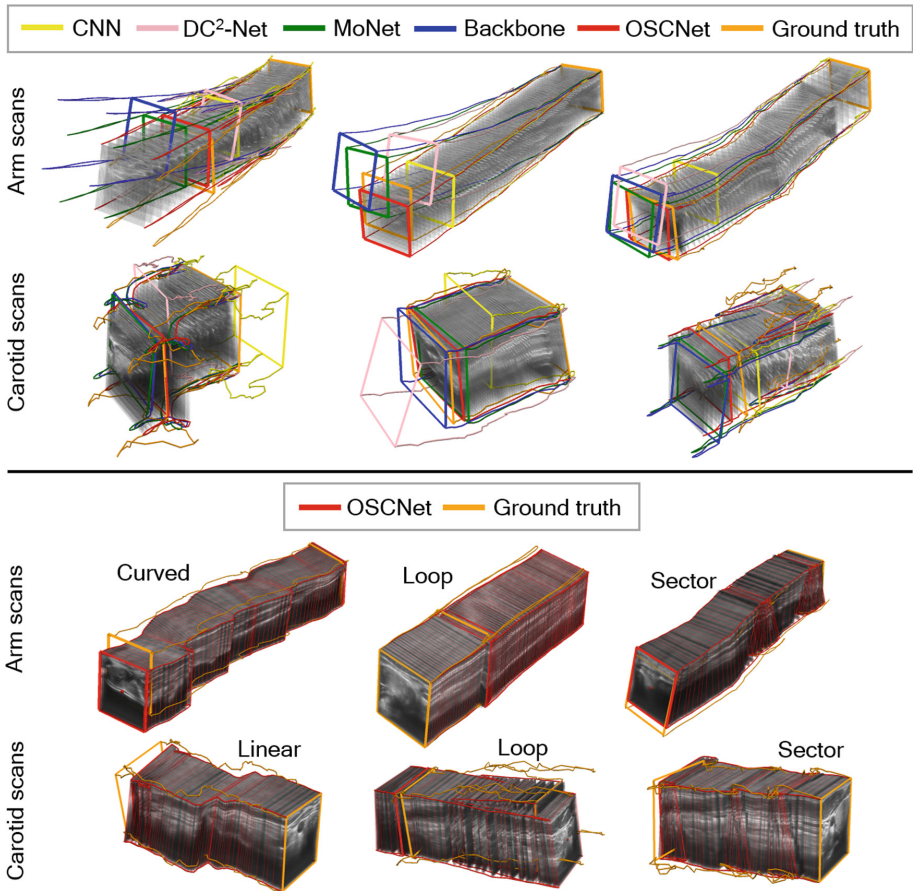 CNN DC²-Net MoNet Backbone OSCNet Ground truth
Arm scans
Carotid scans
OSCNet Ground truth
Arm scans
Curved Loop Sector
Carotid scans
Linear Loop Sector